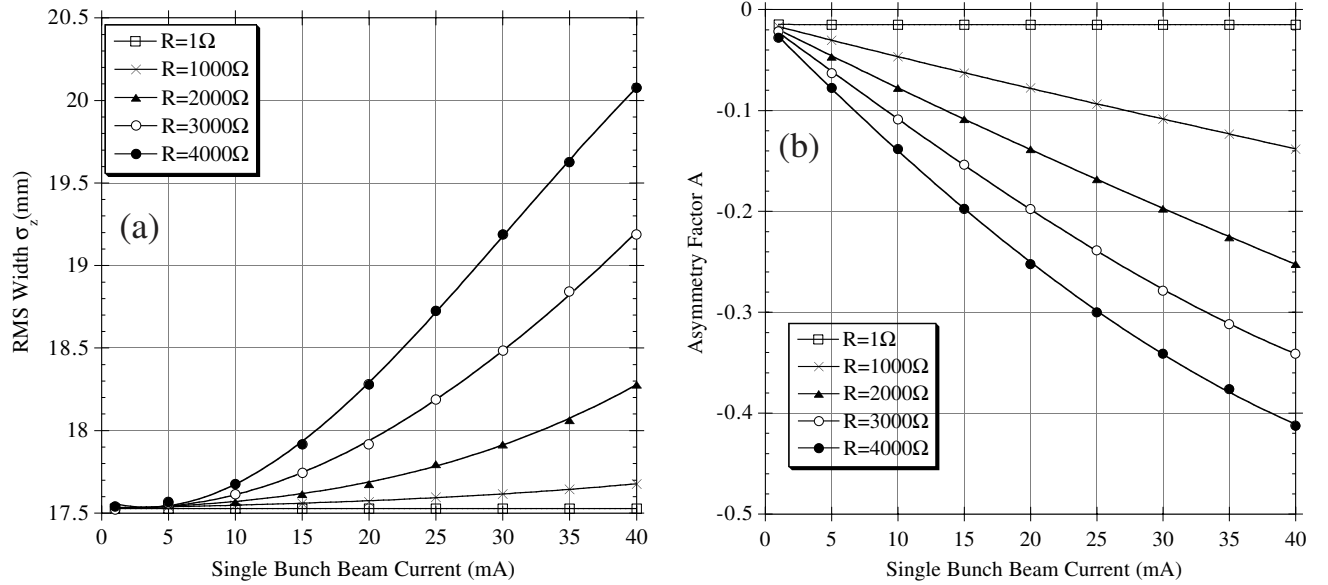 20.5
20
19.5
19
18.5
18
17.5
RMS Width σz(mm)
R=1Ω
R=1000Ω
R=2000Ω
R=3000Ω
R=4000Ω
(a)
0 5 10 15 20 25 30 35 40
Single Bunch Beam Current (mA)
0
-0.1
-0.2
-0.3
-0.4
-0.5
Asymmetry Factor A
(b)
R=1Ω
R=1000Ω
R=2000Ω
R=3000Ω
R=4000Ω
0 5 10 15 20 25 30 35 40
Single Bunch Beam Current (mA)